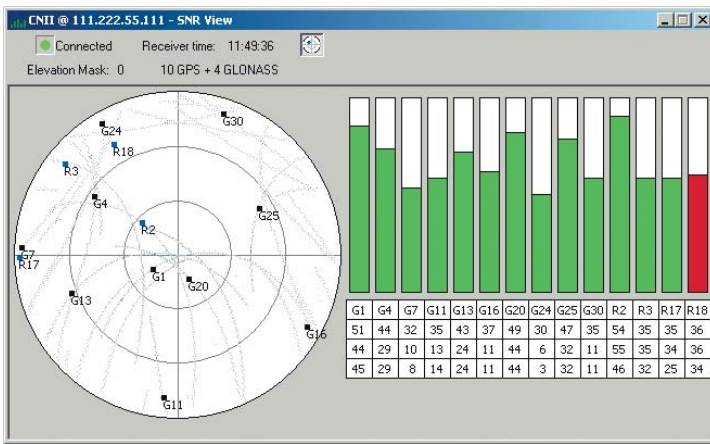 CNII @ 111.222.55.111 - SNR View
Connected Receiver time: 11:49:36
Elevation Mask: 0 10 GPS + 4 GLONASS
G30
G24
R18
R3
G4
G25
R2
G7
R17
G1
G20
G13
G16
G11
G1 G4 G7 G11 G13 G16 G20 G24 G25 G30 R2 R3 R17 R18
51 44 32 35 43 37 49 30 47 35 54 35 35 36
44 29 10 13 24 11 44 6 32 11 55 35 34 36
45 29 8 14 24 11 44 3 32 11 46 32 25 34